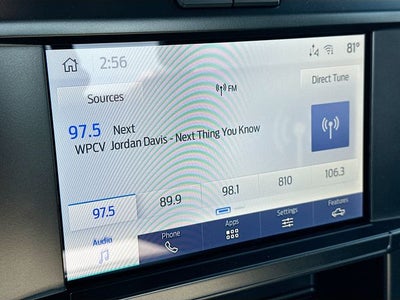 2:56
81°
Sources
FM
Direct Tune
97.5 Next
WPCV Jordan Davis - Next Thing You Know
97.5 89.9 98.1 810 106.3
Audio Phone Apps Settings Features